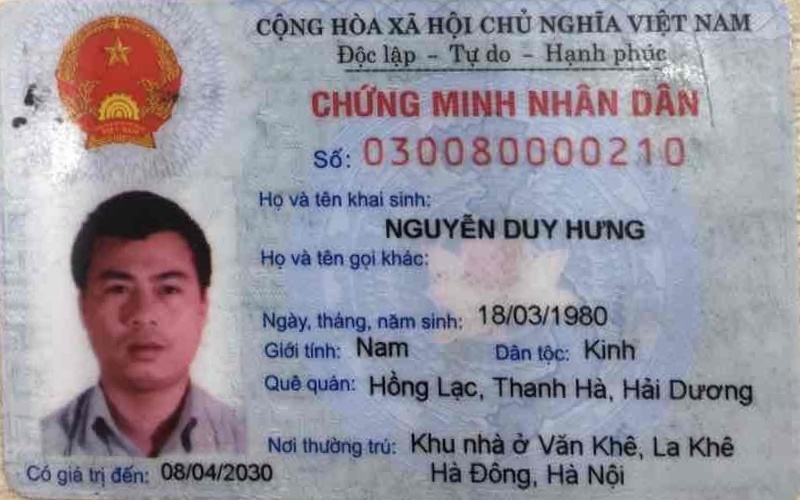 CỘNG HÒA XÃ HỘI CHỦ NGHĨA VIỆT NAM
Độc lập - Tự do - Hạnh phúc
CHỨNG MINH NHÂN DÂN
Số: 030080000210
Họ và tên khai sinh:
NGUYỄN DUY HƯNG
Họ và tên gọi khác:
Ngày, tháng, năm sinh: 18/03/1980
Giới tính: Nam Dân tộc: Kinh
Quê quán: Hồng Lạc, Thanh Hà, Hải Dương
Nơi thường trú: Khu nhà ở Văn Khê, La Khê
Hà Đông, Hà Nội
Có giá trị đến: 08/04/2030